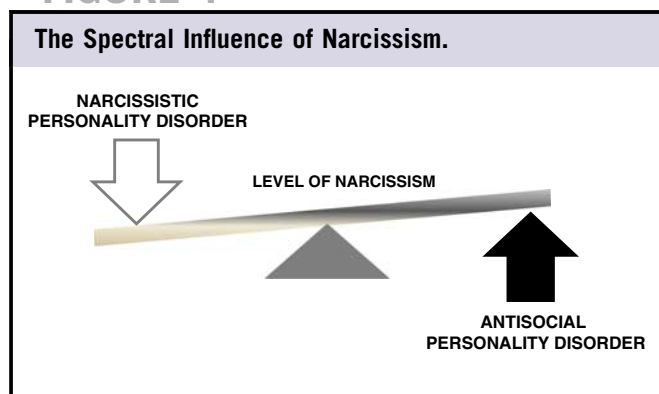 The Spectral Influence of Narcissism.
NARCISSISTIC
PERSONALITY DISORDER
LEVEL OF NARCISSISM
ANTISOCIAL
PERSONALITY DISORDER